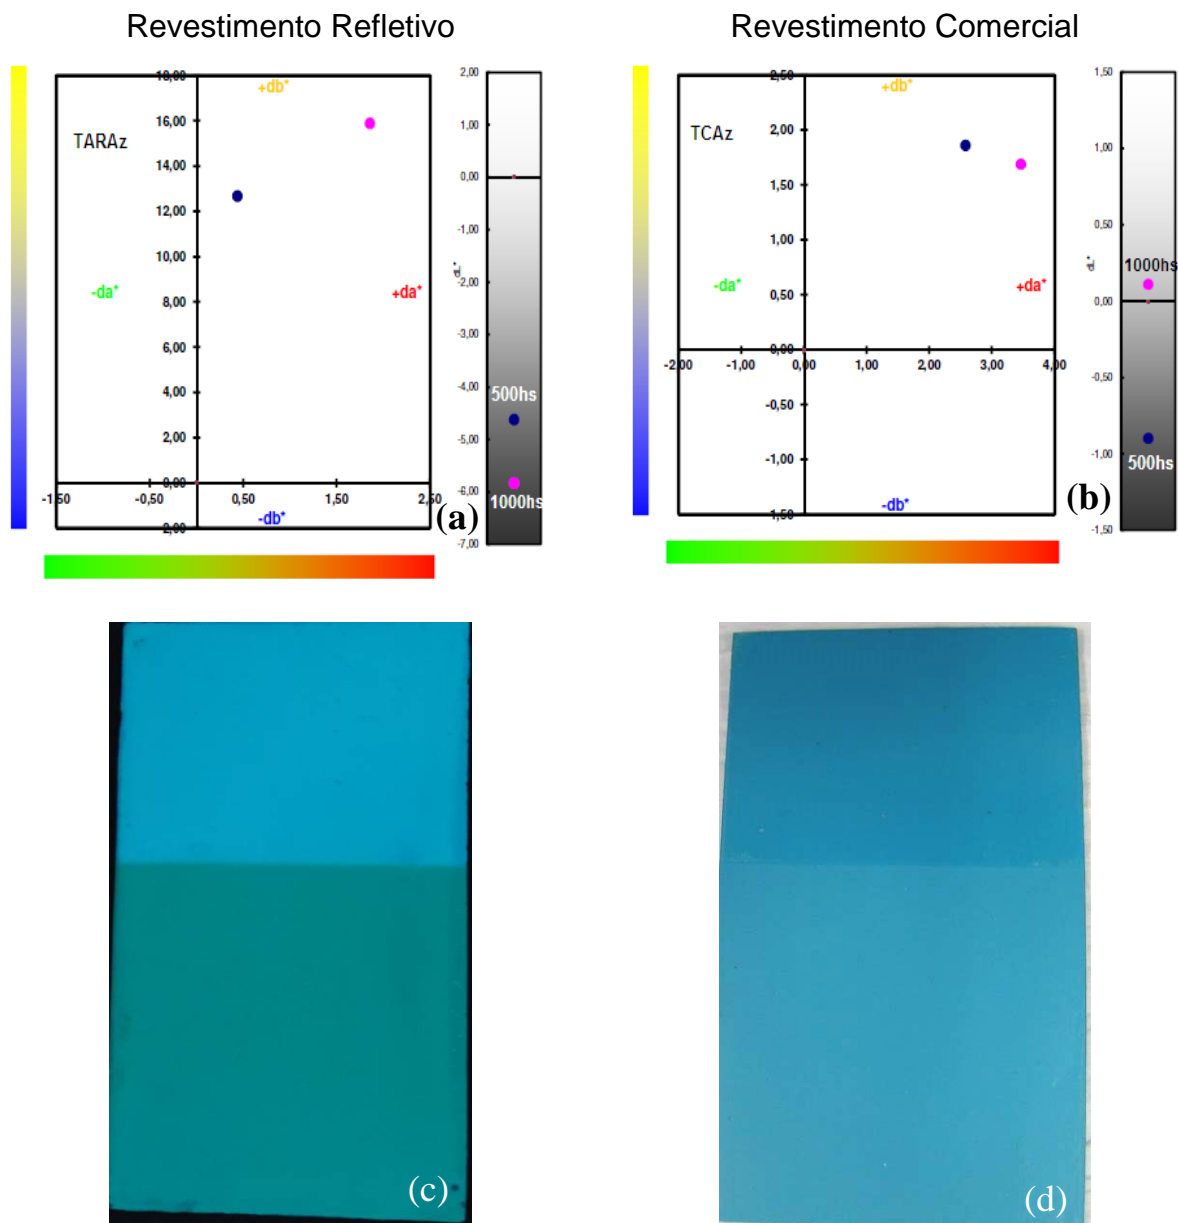 Revestimento Refletivo
Revestimento Comercial
18,00
+db*
16,00
TARAz
14,00
12,00
10,00
-da*
8,00
+da*
6,00
4,00
2,00
0,00
-1,50
-0,50
0,50
1,50
2,50
-db*
2,00
(a)
2,00
1,00
0,00
-1,00
-2,00
-3,00
-4,00
-5,00
-6,00
-7,00
dL*
500hs
1000hs
2,50
+db*
TCAz
2,00
1,50
1,00
-da*
0,50
+da*
0,00
-2,00
-1,00
0,00
1,00
2,00
3,00
4,00
-0,50
-1,00
-1,50
-db*
(b)
1,50
1,00
0,50
0,00
-0,50
-1,00
-1,50
dL*
1000hs
500hs
(c)
(d)